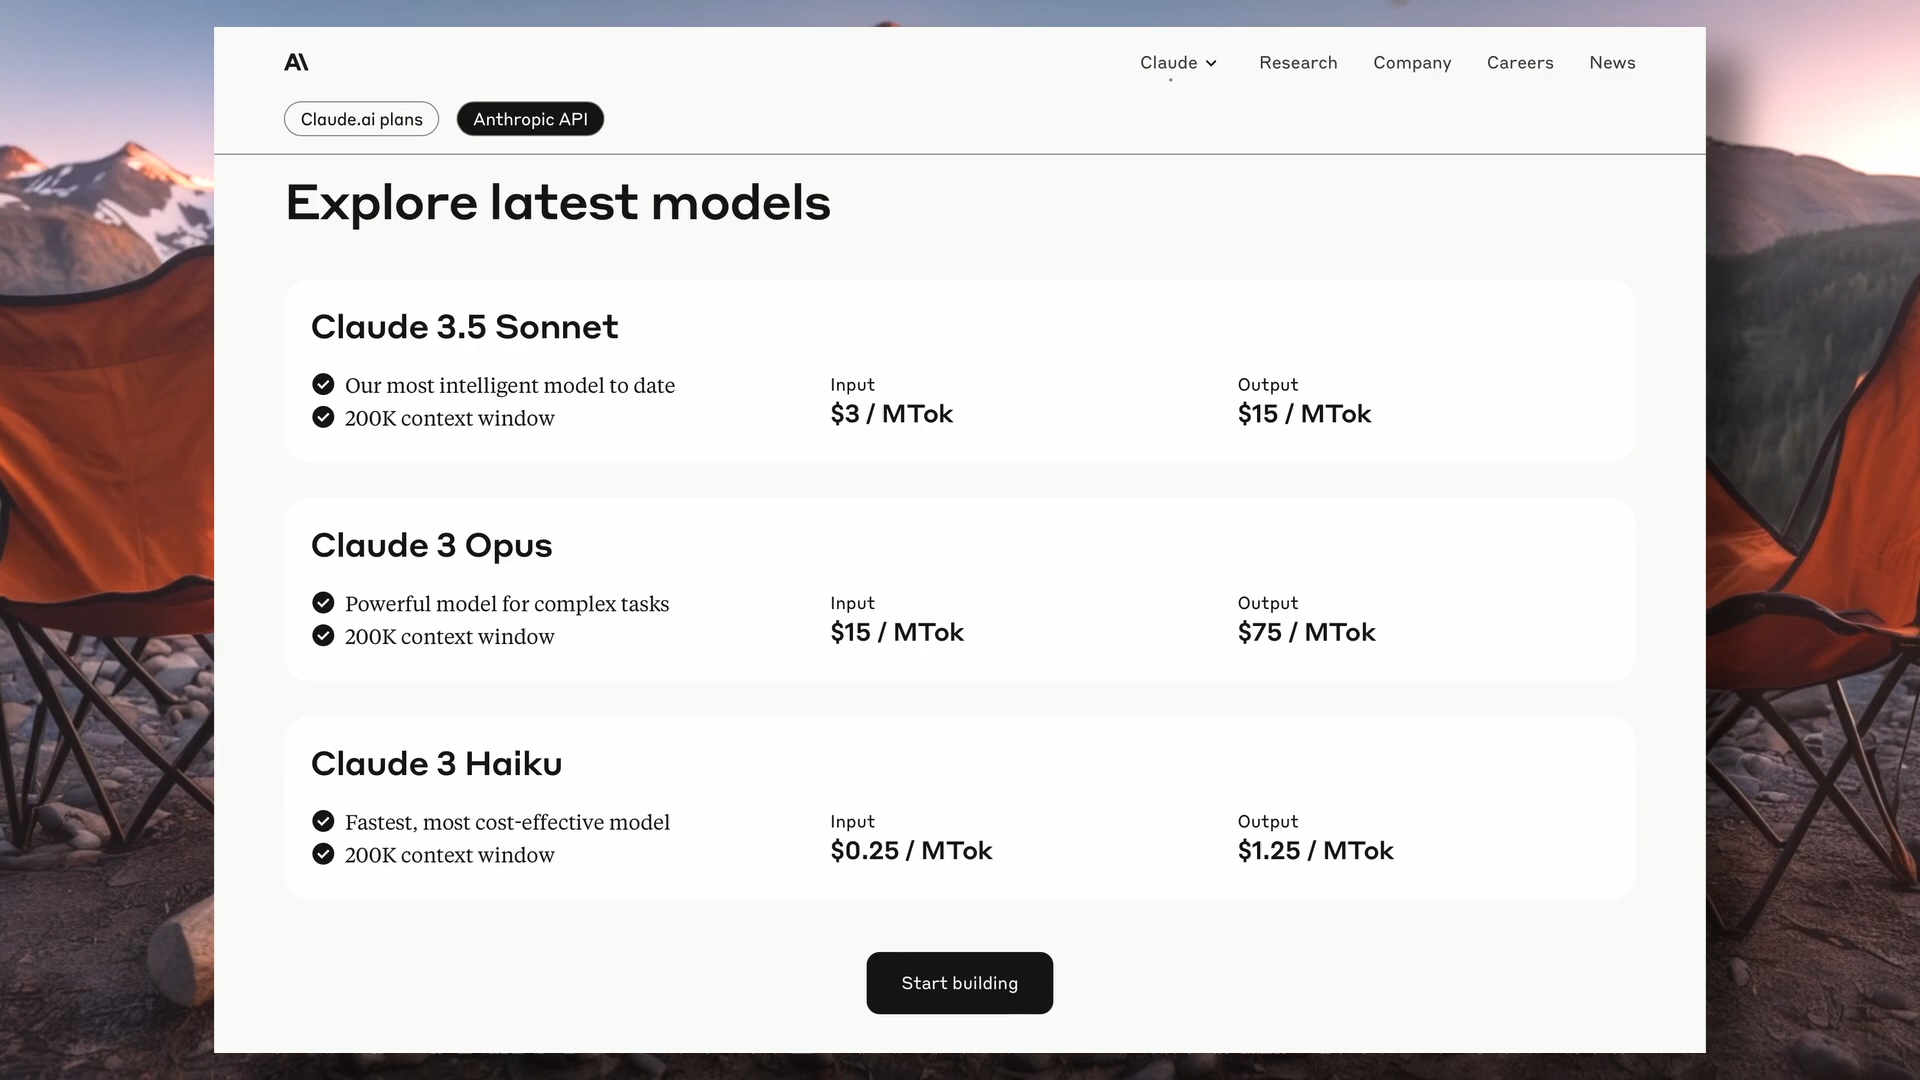 Claude
Research
Company
Careers
News
Claude.ai plans
Anthropic API
Explore latest models
Claude 3.5 Sonnet
Our most intelligent model to date
200K context window
Input
$3 / MTok
Output
$15 / MTok
Claude 3 Opus
Powerful model for complex tasks
200K context window
Input
$15 / MTok
Output
$75 / MTok
Claude 3 Haiku
Fastest, most cost-effective model
200K context window
Input
$0.25 / MTok
Output
$1.25 / MTok
Start building